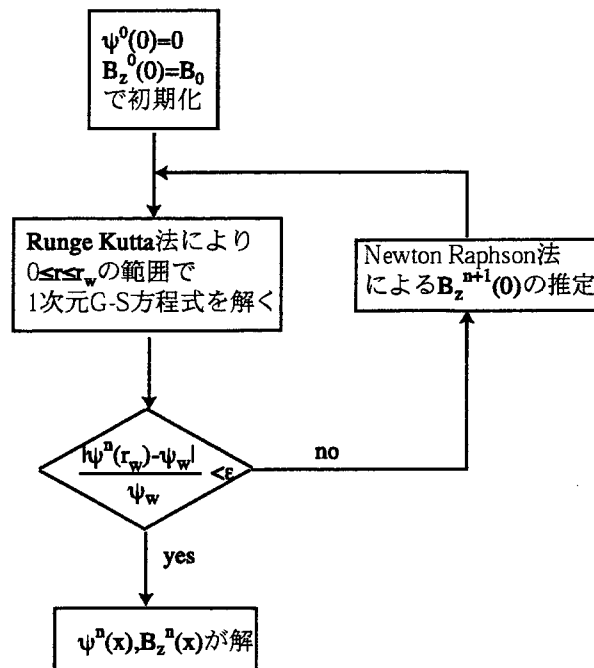 ψ⁰(0)=0
B_z⁰(0)=B₀
で初期化
Runge Kutta法により
0≤r≤r_wの範囲で
1次元G-S方程式を解く
Newton Raphson法
によるB_zⁿ⁺¹(0)の推定
|ψⁿ(r_w)-ψ_w|
ψ_w
<ε
no
yes
ψⁿ(x),B_zⁿ(x)が解